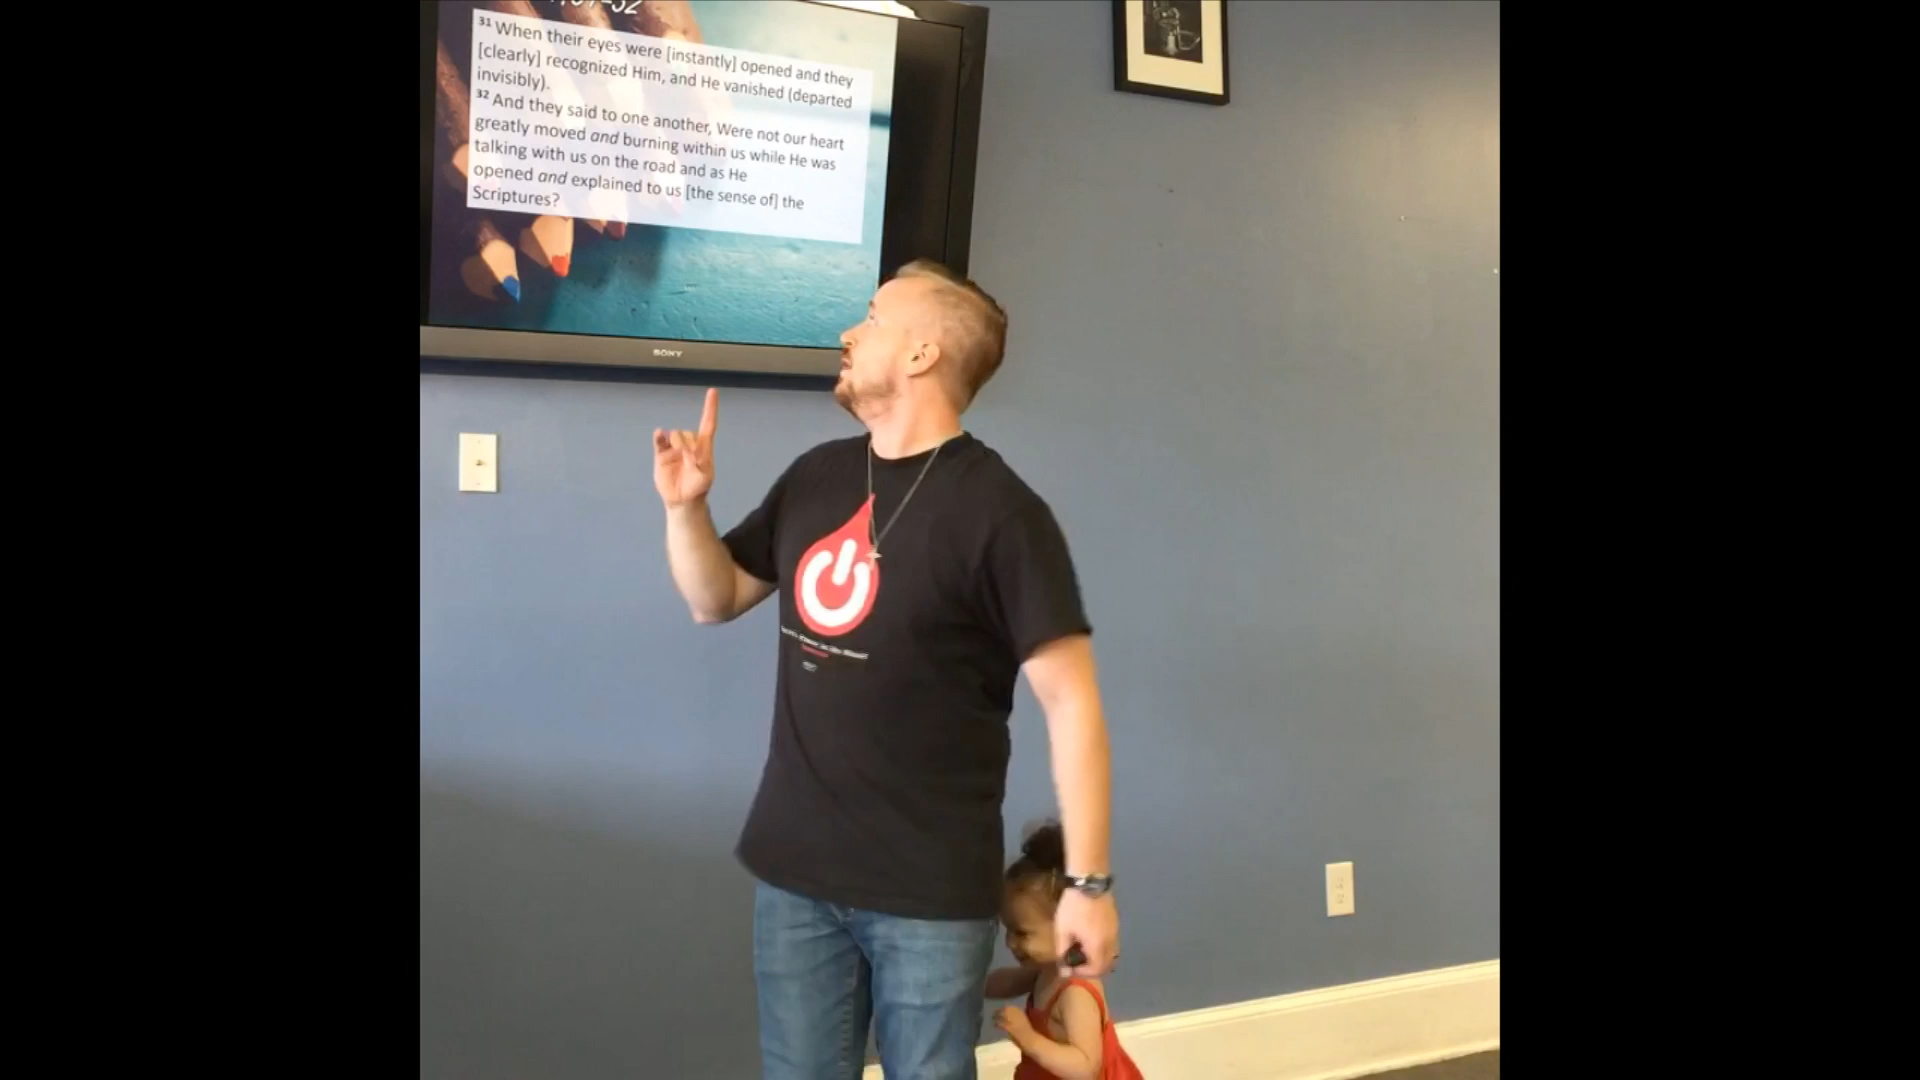 31 When their eyes were [instantly] opened and they
[clearly] recognized Him, and He vanished (departed
invisibly).
32 And they said to one another, Were not our heart
greatly moved and burning within us while He was
talking with us on the road and as He
opened and explained to us [the sense of] the
Scriptures?
SONY